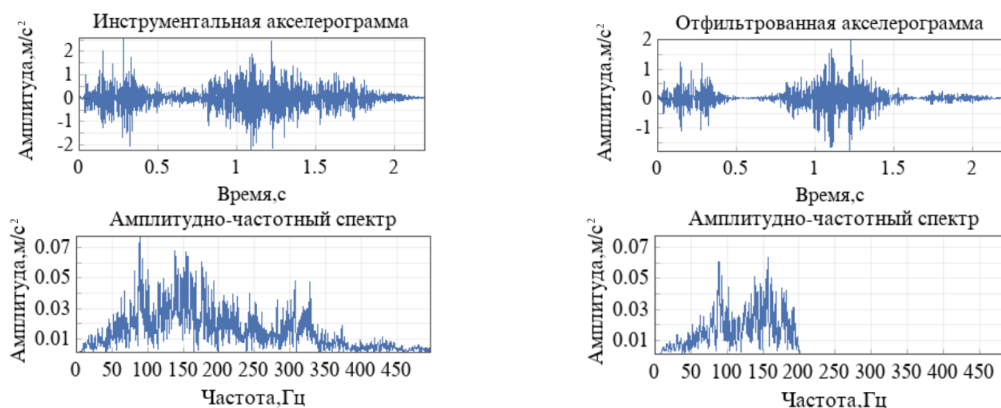 Инструментальная акселерограмма
Амплитуда,м/с²
2
1
0
-1
-2
0 0.5 1 1.5 2
Время,с
Отфильтрованная акселерограмма
Амплитуда,м/с²
2
1
0
-1
0 0.5 1 1.5 2
Время,с
Амплитудно-частотный спектр
Амплитуда,м/с²
0.07
0.05
0.03
0.01
0 50 100 150 200 250 300 350 400 450
Частота,Гц
Амплитудно-частотный спектр
Амплитуда,м/с²
0.07
0.05
0.03
0.01
0 50 100 150 200 250 300 350 400 450
Частота,Гц